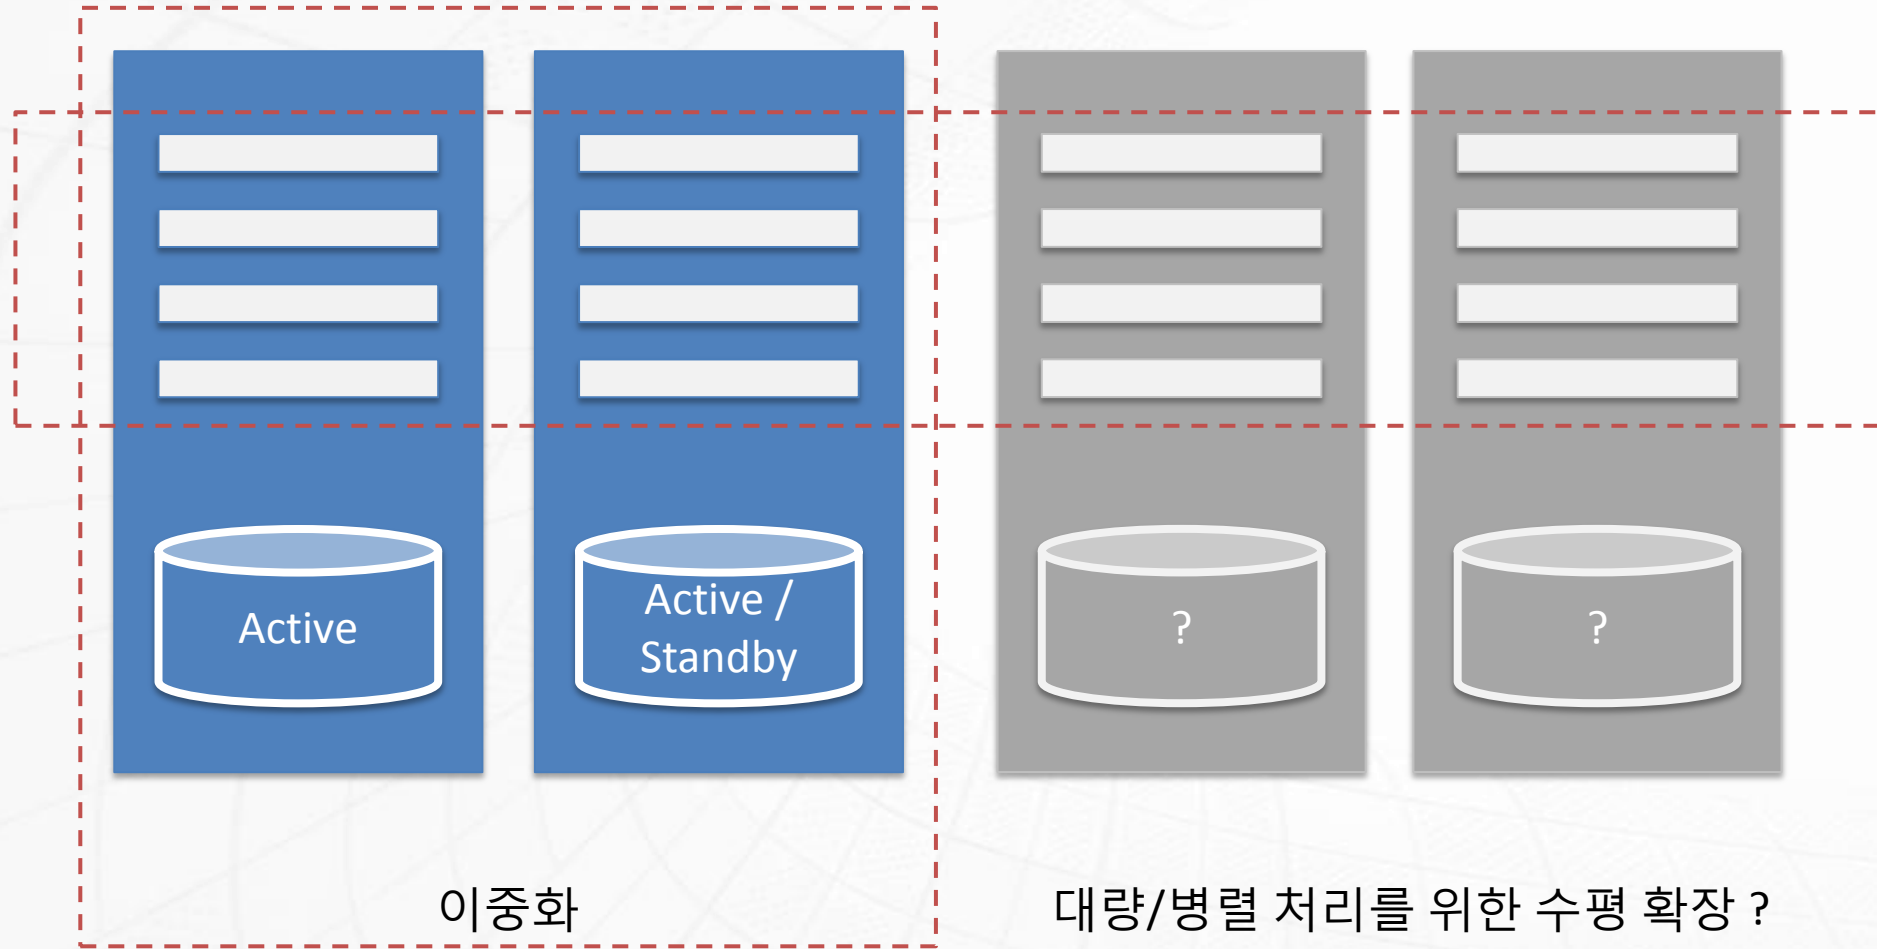 Active
Active /
Standby
?
?
이중화
대량/병렬 처리를 위한 수평 확장 ?